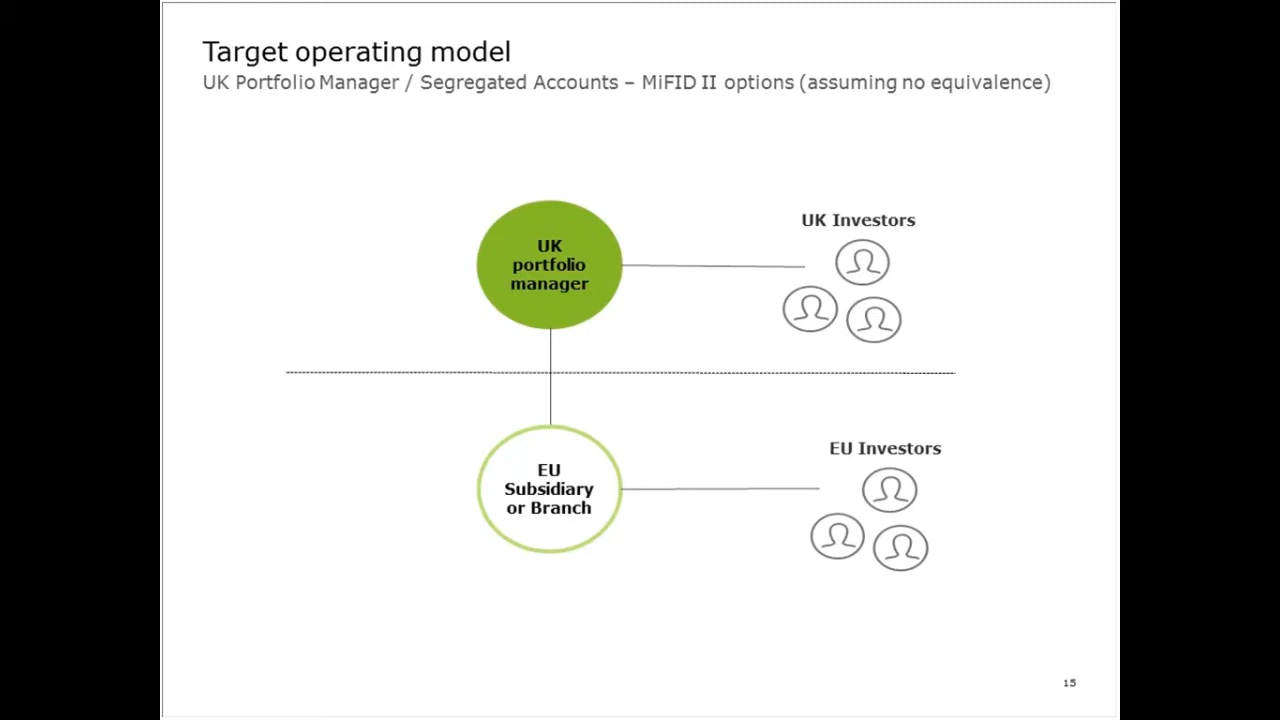 Target operating model
UK Portfolio Manager / Segregated Accounts – MiFID II options (assuming no equivalence)
UK Investors
UK
portfolio
manager
EU Investors
EU
Subsidiary
or Branch
15